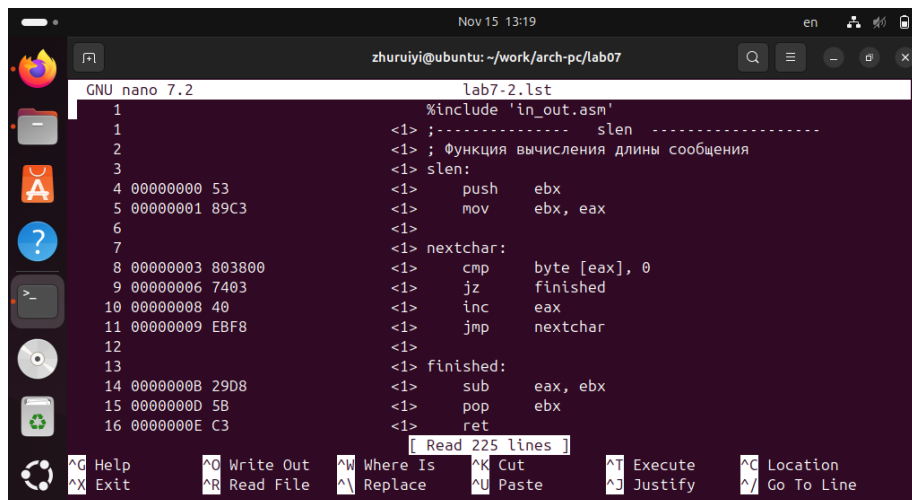 Nov 15 13:19 en
zhuruiyi@ubuntu: ~/work/arch-pc/lab07
GNU nano 7.2 lab7-2.lst
1 %include 'in_out.asm'
1 <1> ;--------------- slen -------------------
2 <1> ; Функция вычисления длины сообщения
3 <1> slen:
4 00000000 53 <1> push ebx
5 00000001 89C3 <1> mov ebx, eax
6 <1>
7 <1> nextchar:
8 00000003 803800 <1> cmp byte [eax], 0
9 00000006 7403 <1> jz finished
10 00000008 40 <1> inc eax
11 00000009 EBF8 <1> jmp nextchar
12 <1>
13 <1> finished:
14 0000000B 29D8 <1> sub eax, ebx
15 0000000D 5B <1> pop ebx
16 0000000E C3 <1> ret
[ Read 225 lines ]
^G Help ^O Write Out ^W Where Is ^K Cut ^T Execute ^C Location
^X Exit ^R Read File ^\ Replace ^U Paste ^J Justify ^/ Go To Line